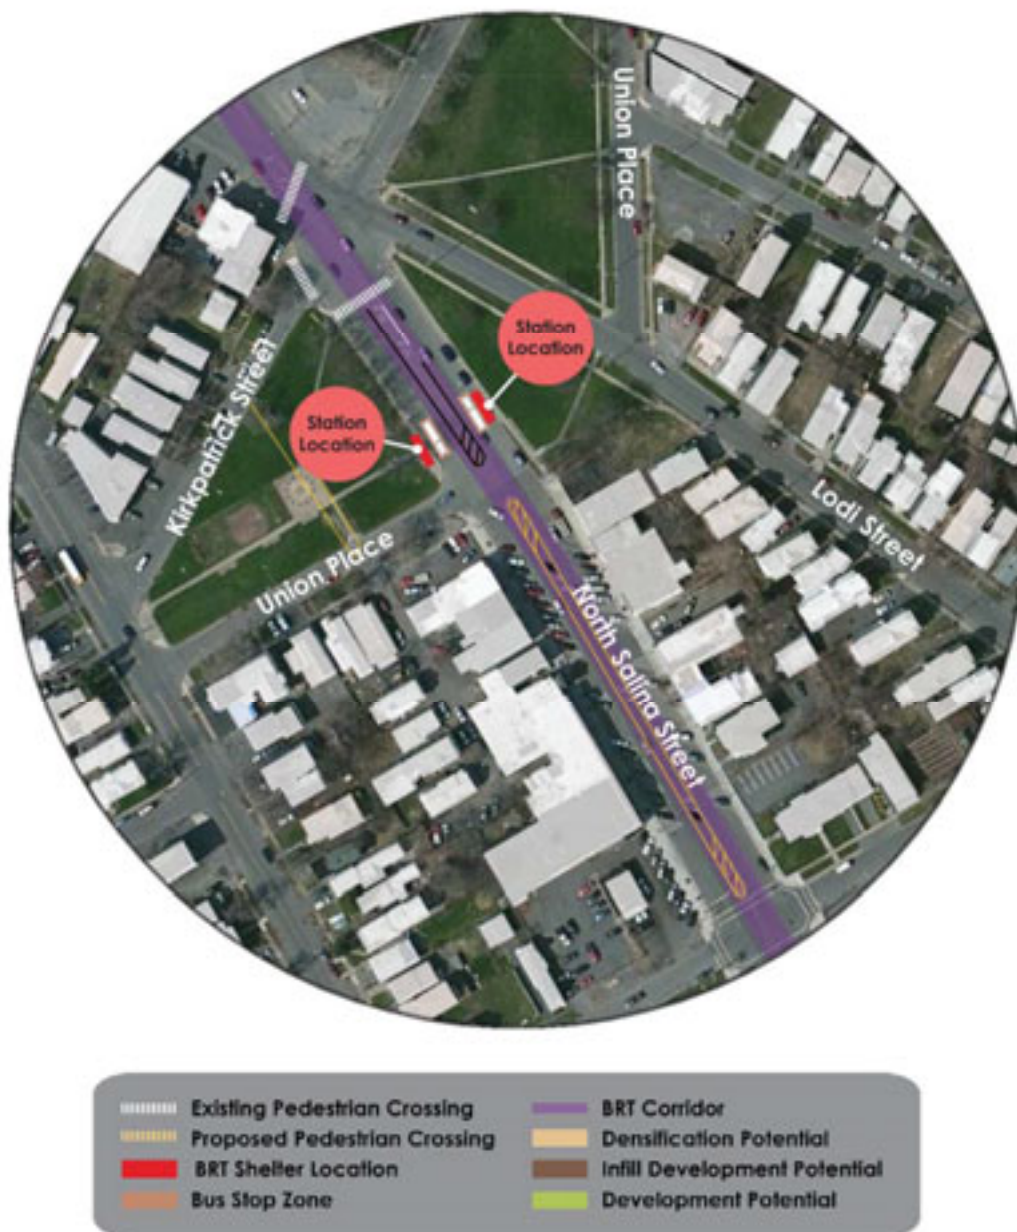 Union Place
Station
Location
Station
Location
Kirkpatrick Street
Lodi Street
Union Place
North Salina Street
Existing Pedestrian Crossing
Proposed Pedestrian Crossing
BRT Shelter Location
Bus Stop Zone
BRT Corridor
Densification Potential
Infill Development Potential
Development Potential